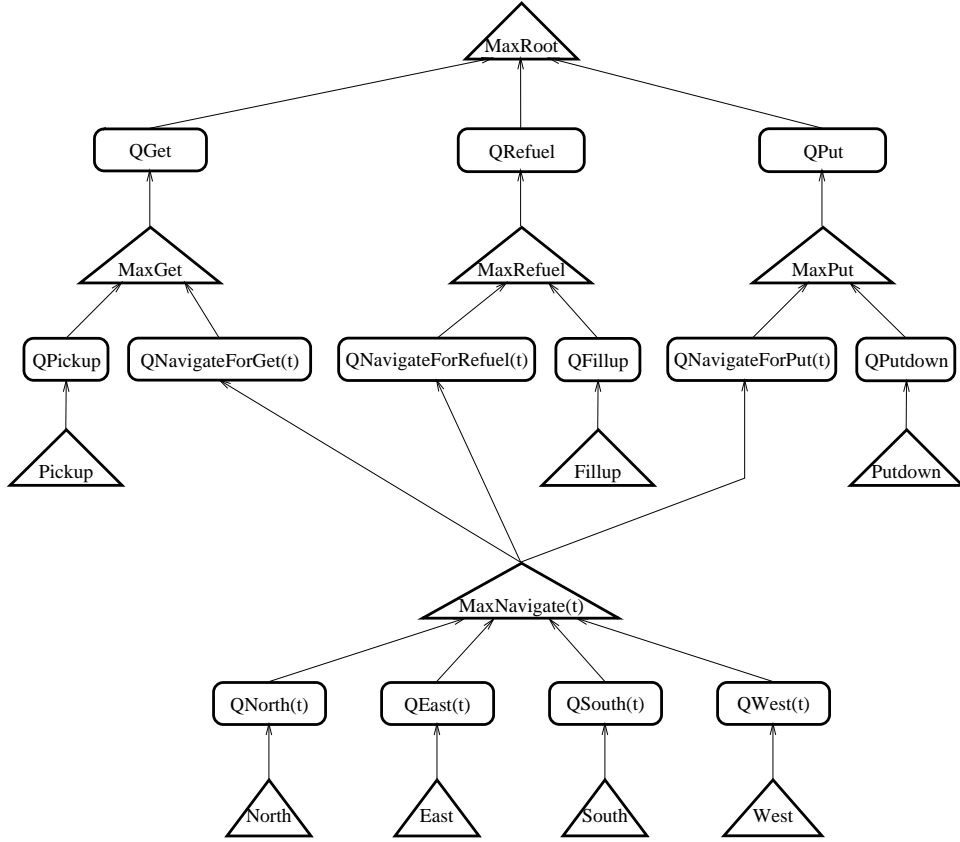 MaxRoot
QGet
QRefuel
QPut
MaxGet
MaxRefuel
MaxPut
QPickup
QNavigateForGet(t)
QNavigateForRefuel(t)
QFillup
QNavigateForPut(t)
QPutdown
Pickup
Fillup
Putdown
MaxNavigate(t)
QNorth(t)
QEast(t)
QSouth(t)
QWest(t)
North
East
South
West